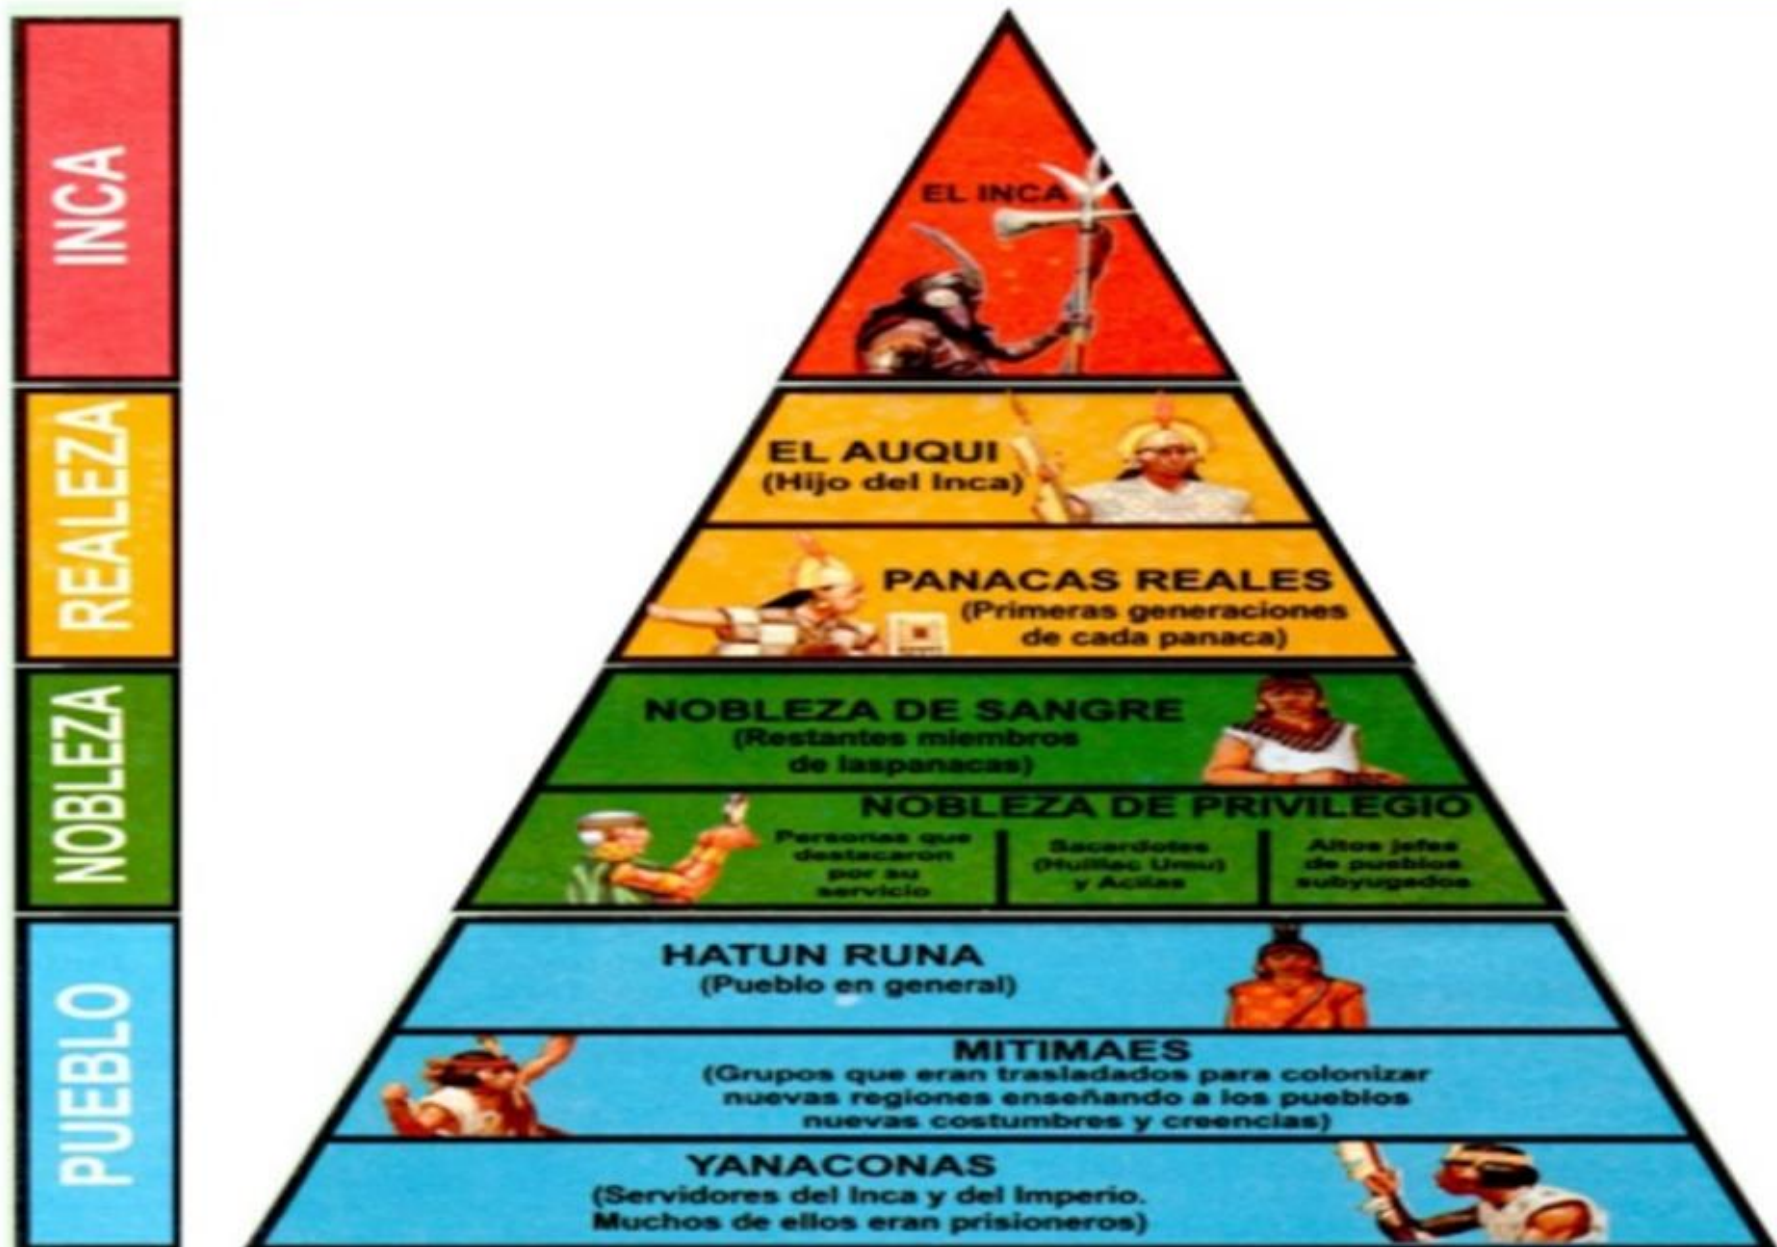 INCA
EL INCA
REALEZA
EL AUQUI
(Hijo del Inca)
PANACAS REALES
(Primeras generaciones
de cada panaca)
NOBLEZA
NOBLEZA DE SANGRE
(Restantes miembros
de laspanacas)
NOBLEZA DE PRIVILEGIO
Personas que
destacaron
por su
servicio
Sacerdotes
(Huillac Umu)
y Acllas
Altos jefes
de pueblos
subyugados
PUEBLO
HATUN RUNA
(Pueblo en general)
MITIMAES
(Grupos que eran trasladados para colonizar
nuevas regiones enseñando a los pueblos
nuevas costumbres y creencias)
YANACONAS
(Servidores del Inca y del Imperio.
Muchos de ellos eran prisioneros)